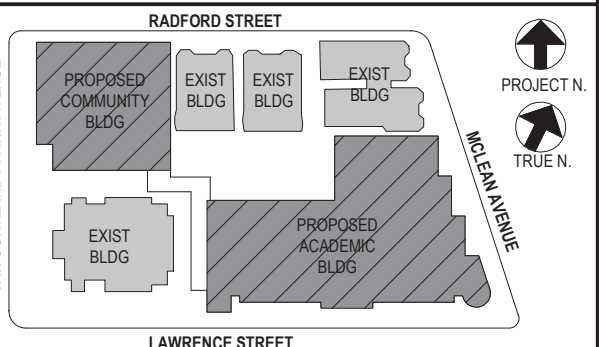 RADFORD STREET
PROPOSED
COMMUNITY
BLDG
EXIST
BLDG
EXIST
BLDG
EXIST
BLDG
PROJECT N.
TRUE N.
MCLEAN AVENUE
EXIST
BLDG
PROPOSED
ACADEMIC
BLDG
LAWRENCE STREET